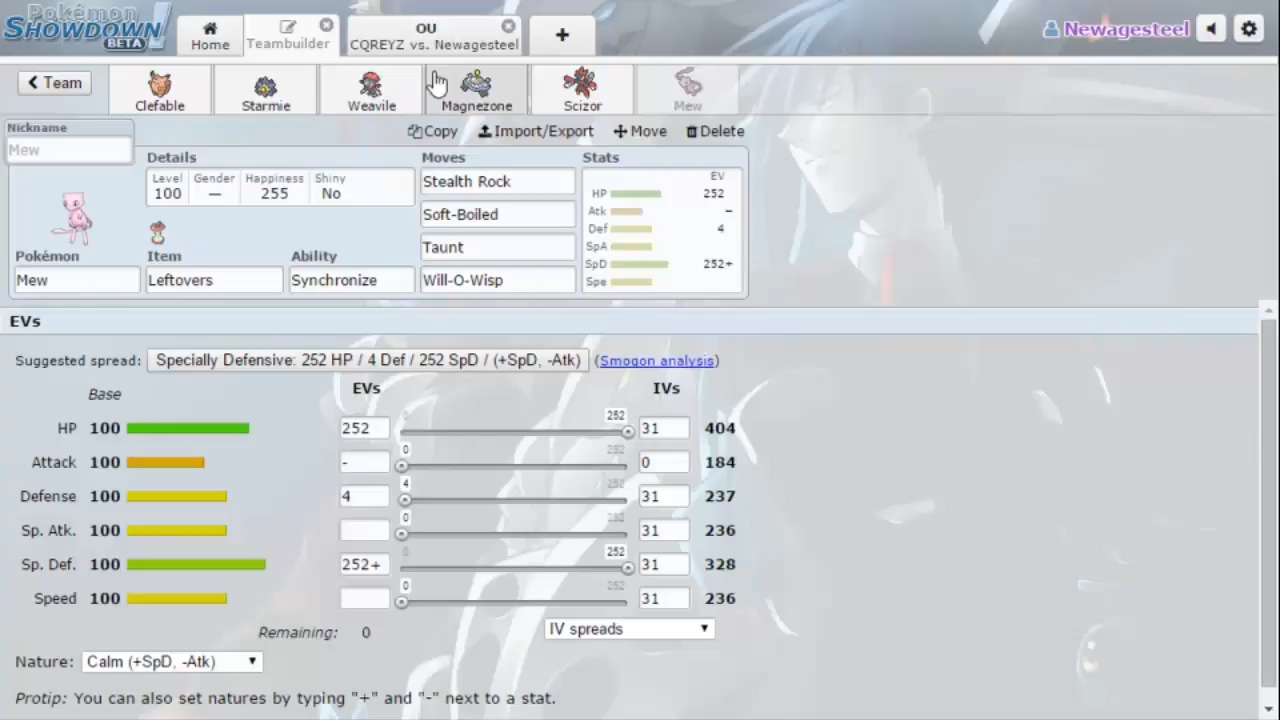 Pokémon
SHOWDOWN!
BETA
Home
Teambuilder
OU
CQREYZ vs. Newagesteel
+
Newagesteel
Team
Clefable
Starmie
Weavile
Magnezone
Scizor
Mew
Nickname
Mew
Copy
Import/Export
Move
Delete
Details
Moves
Stats
Level
Gender
Happiness
Shiny
100
—
255
No
Stealth Rock
Soft-Boiled
Taunt
Will-O-Wisp
EV
HP 252
Atk –
Def 4
SpA
SpD 252+
Spe
Pokémon
Item
Ability
Mew
Leftovers
Synchronize
EVs
Suggested spread: Specially Defensive: 252 HP / 4 Def / 252 SpD / (+SpD, -Atk) (Smogon analysis)
Base
EVs
IVs
HP 100 252 252 31 404
Attack 100 - 0 252 0 184
Defense 100 4 4 252 31 237
Sp. Atk. 100 0 252 31 236
Sp. Def. 100 252+ 0 252 31 328
Speed 100 0 252 31 236
Remaining: 0
IV spreads
Nature: Calm (+SpD, -Atk)
Protip: You can also set natures by typing "+" and "-" next to a stat.